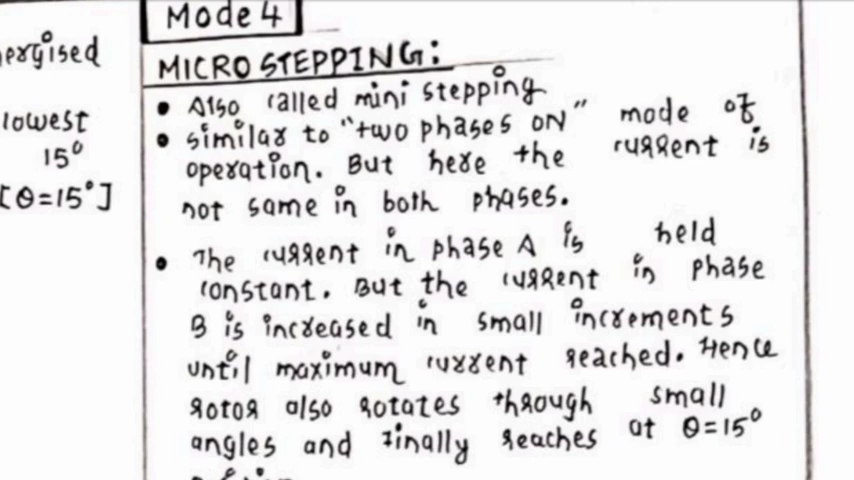 ergised
lowest
15°
[θ=15°]
Mode 4
MICRO STEPPING:
• Also called mini stepping
• similar to "two phases ON" mode of
operation. But here the current is
not same in both phases.
• The current in phase A is held
constant. But the current in phase
B is increased in small increments
until maximum current reached. Hence
rotor also rotates through small
angles and finally reaches at θ=15°